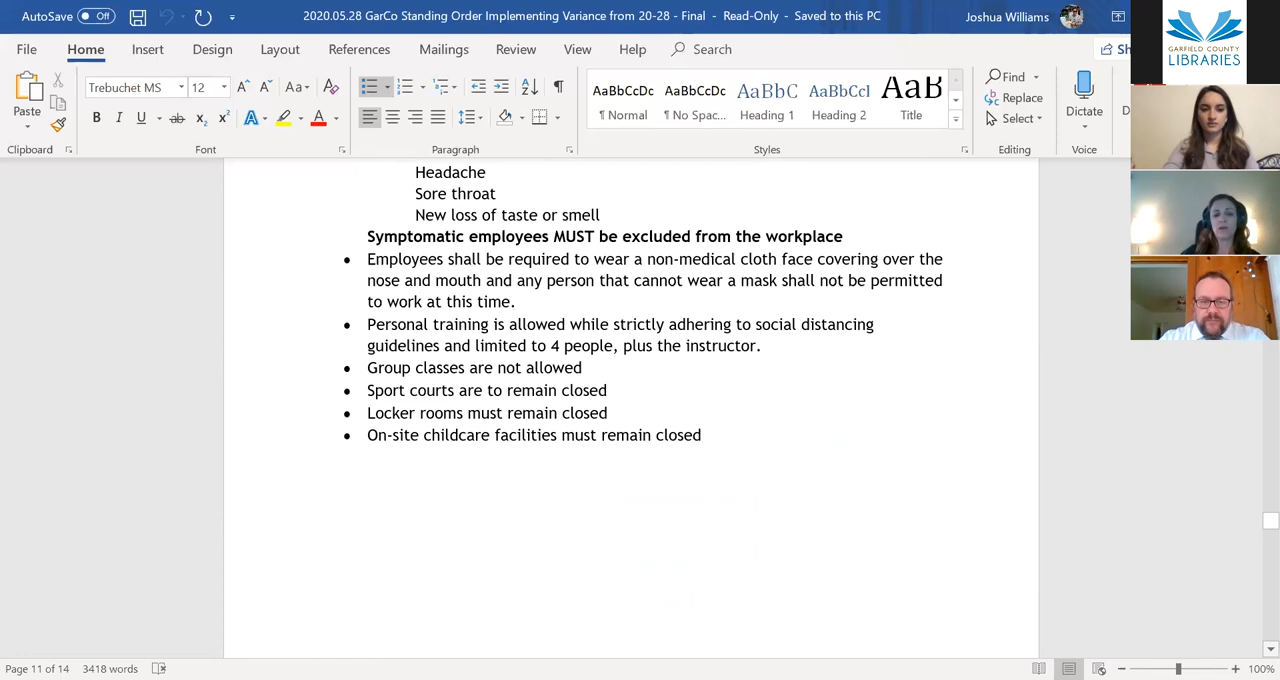 AutoSave Off
2020.05.28 GarCo Standing Order Implementing Variance from 20-28 - Final - Read-Only - Saved to this PC
Joshua Williams
File Home Insert Design Layout References Mailings Review View Help Search
Sh
GARFIELD COUNTY
LIBRARIES
Paste
Clipboard
Trebuchet MS 12
Font
Paragraph
AaBbCcDc AaBbCcDc AaBbC AaBbCcI AaB
¶ Normal ¶ No Spac... Heading 1 Heading 2 Title
Styles
Find
Replace
Select
Editing
Dictate
Voice
D
Headache
Sore throat
New loss of taste or smell
Symptomatic employees MUST be excluded from the workplace
• Employees shall be required to wear a non-medical cloth face covering over the
nose and mouth and any person that cannot wear a mask shall not be permitted
to work at this time.
• Personal training is allowed while strictly adhering to social distancing
guidelines and limited to 4 people, plus the instructor.
• Group classes are not allowed
• Sport courts are to remain closed
• Locker rooms must remain closed
• On-site childcare facilities must remain closed
Page 11 of 14 3418 words
100%